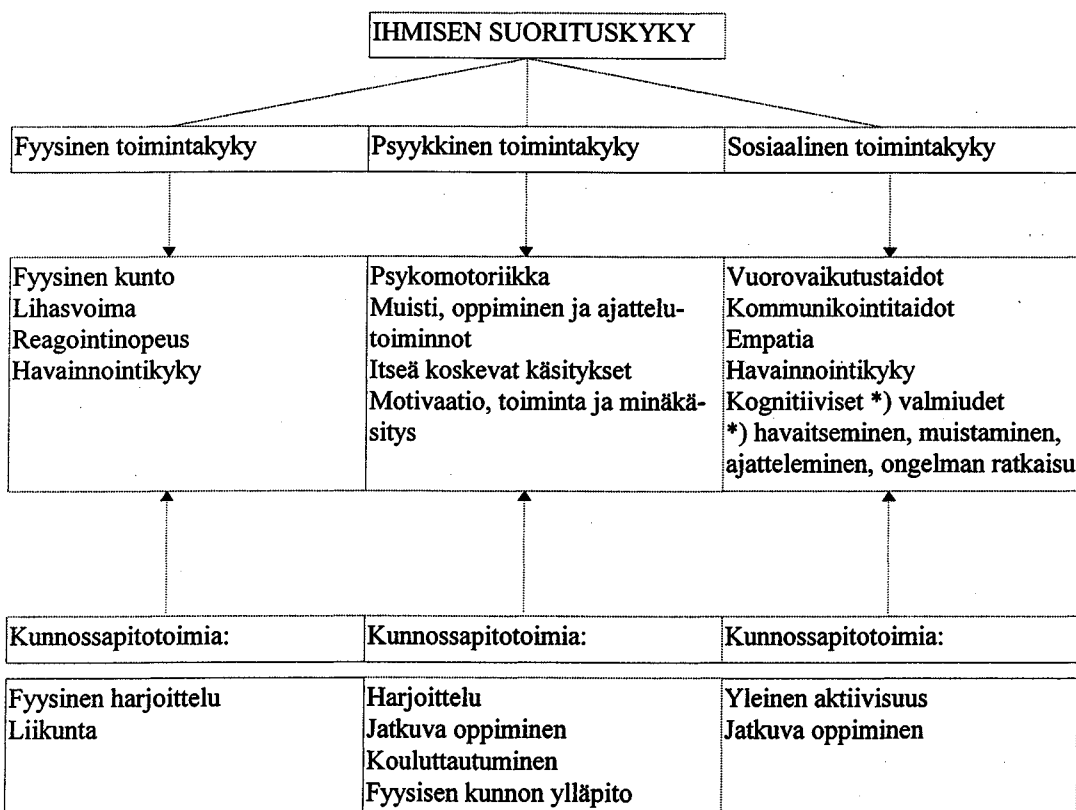 IHMISEN SUORITUSKYKY
Fyysinen toimintakyky
Psyykkinen toimintakyky
Sosiaalinen toimintakyky
Fyysinen kunto
Lihasvoima
Reagointinopeus
Havainnointikyky
Psykomotoriikka
Muisti, oppiminen ja ajattelu-
toiminnot
Itseä koskevat käsitykset
Motivaatio, toiminta ja minäkä-
sitys
Vuorovaikutustaidot
Kommunikointitaidot
Empatia
Havainnointikyky
Kognitiiviset *) valmiudet
*) havaitseminen, muistaminen,
ajatteleminen, ongelman ratkaisu
Kunnossapitotoimia:
Kunnossapitotoimia:
Kunnossapitotoimia:
Fyysinen harjoittelu
Liikunta
Harjoittelu
Jatkuva oppiminen
Kouluttautuminen
Fyysisen kunnon ylläpito
Yleinen aktiivisuus
Jatkuva oppiminen